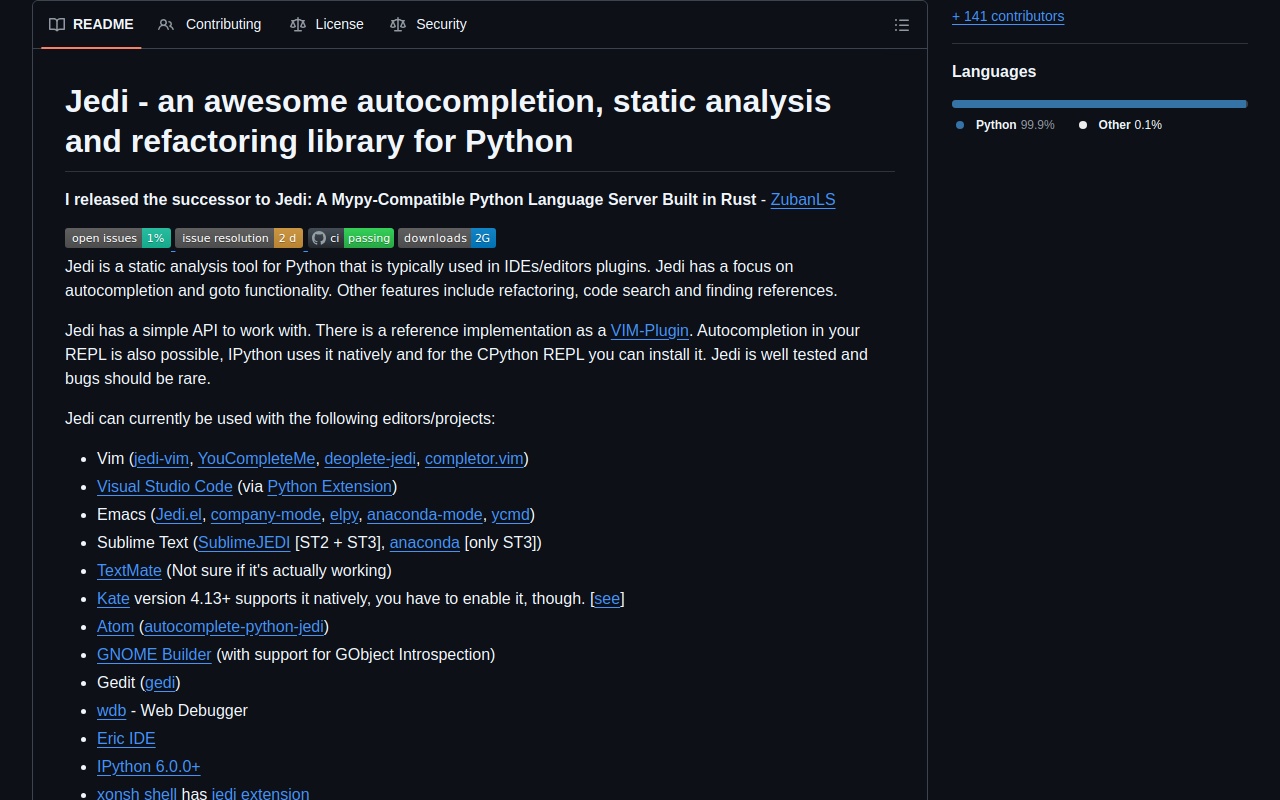 README
Contributing
License
Security
Jedi - an awesome autocompletion, static analysis
and refactoring library for Python
I released the successor to Jedi: A Mypy-Compatible Python Language Server Built in Rust - ZubanLS
open issues 1% issue resolution 2 d ci passing downloads 2G
Jedi is a static analysis tool for Python that is typically used in IDEs/editors plugins. Jedi has a focus on
autocompletion and goto functionality. Other features include refactoring, code search and finding references.
Jedi has a simple API to work with. There is a reference implementation as a VIM-Plugin. Autocompletion in your
REPL is also possible, IPython uses it natively and for the CPython REPL you can install it. Jedi is well tested and
bugs should be rare.
Jedi can currently be used with the following editors/projects:
• Vim (jedi-vim, YouCompleteMe, deoplete-jedi, completor.vim)
• Visual Studio Code (via Python Extension)
• Emacs (Jedi.el, company-mode, elpy, anaconda-mode, ycmd)
• Sublime Text (SublimeJEDI [ST2 + ST3], anaconda [only ST3])
• TextMate (Not sure if it's actually working)
• Kate version 4.13+ supports it natively, you have to enable it, though. [see]
• Atom (autocomplete-python-jedi)
• GNOME Builder (with support for GObject Introspection)
• Gedit (gedi)
• wdb - Web Debugger
• Eric IDE
• IPython 6.0.0+
• xonsh shell has jedi extension
+ 141 contributors
Languages
Python 99.9%
Other 0.1%